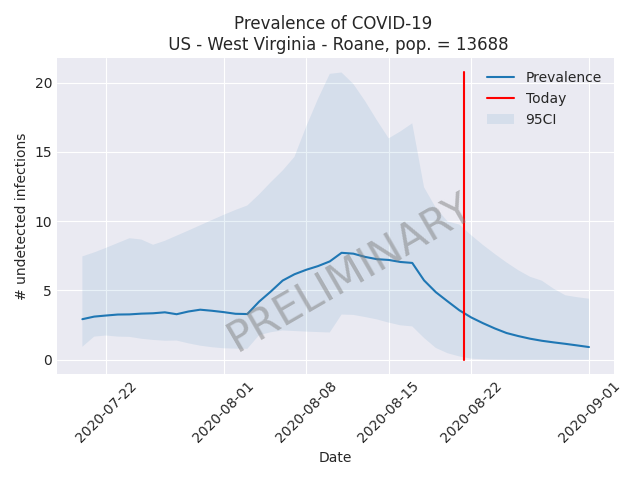 Prevalence of COVID-19
US - West Virginia - Roane, pop. = 13688
# undetected infections
20
15
10
5
0
Prevalence
Today
95CI
PRELIMINARY
2020-07-22
2020-08-01
2020-08-08
2020-08-15
2020-08-22
2020-09-01
Date